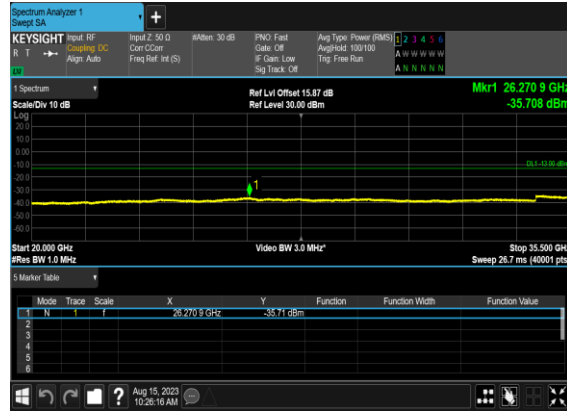 Spectrum Analyzer 1
Swept SA
+
KEYSIGHT Input: RF Input Z: 50 Ω #Atten: 30 dB PNO: Fast Avg Type: Power (RMS) 1 2 3 4 5 6
R T Coupling: DC Corr CCorr Gate: Off Avg|Hold: 100/100 A W W W W W
Align: Auto Freq Ref: Int (S) IF Gain: Low Trig: Free Run
Sig Track: Off A N N N N N
1 Spectrum Ref Lvl Offset 15.87 dB Mkr1 26.270 9 GHz
Scale/Div 10 dB Ref Level 30.00 dBm -35.708 dBm
Log
20.0
10.0
0.00
-10.0 DL1 -13.00 dBm
-20.0
-30.0 1
-40.0
-50.0
-60.0
Start 20.000 GHz Video BW 3.0 MHz* Stop 35.500 GHz
#Res BW 1.0 MHz Sweep 26.7 ms (40001 pts)
5 Marker Table
Mode Trace Scale X Y Function Function Width Function Value
1 N 1 f 26.270 9 GHz -35.71 dBm
2
3
4
5
6
? Aug 15, 2023
10:26:16 AM